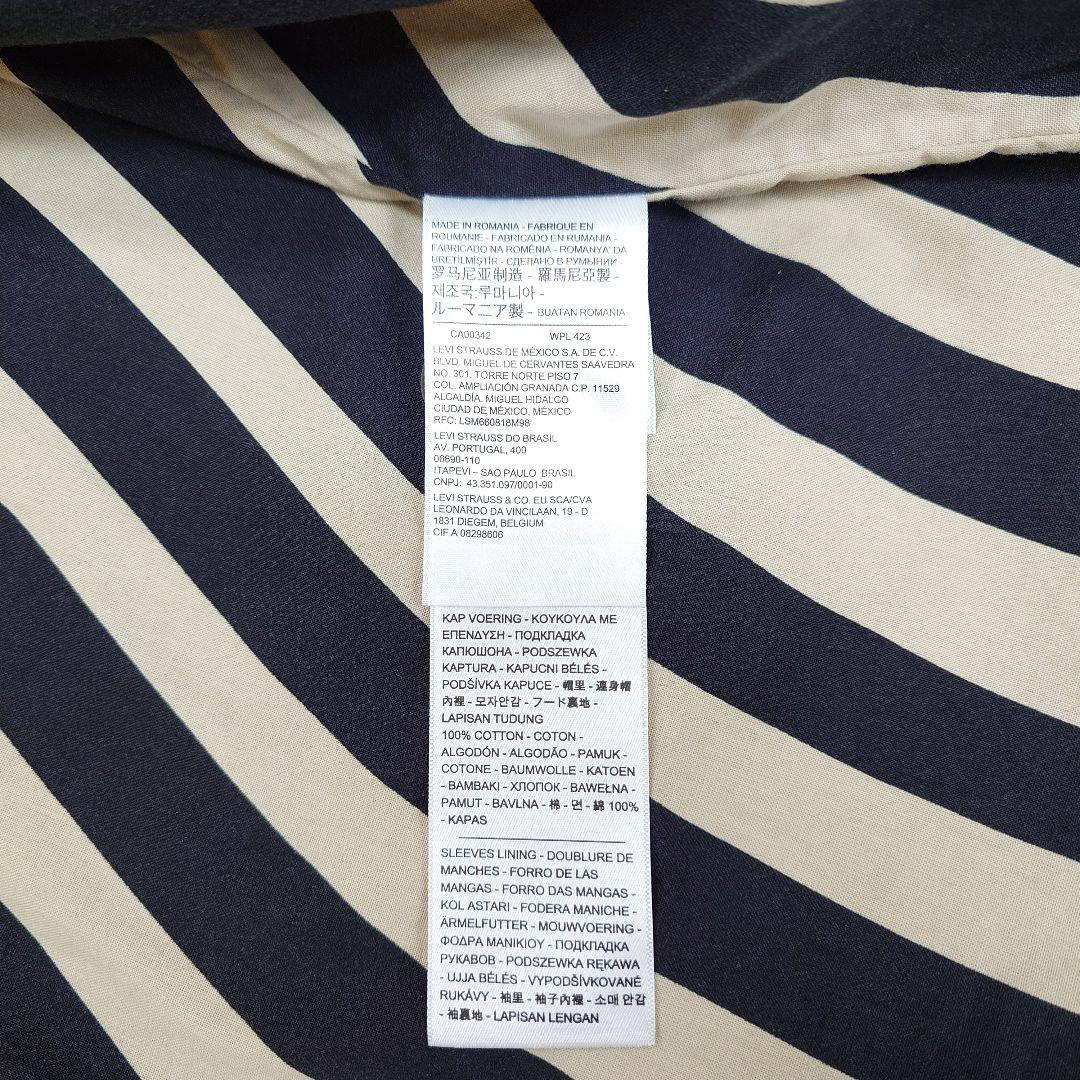 MADE IN ROMANIA - FABRIQUE EN
ROUMANIE - FABRICADO EN RUMANIA -
FABRICADO NA ROMÊNIA - ROMANYA' DA
ÜRETİLMİŞTİR - СДЕЛАНО В РУМЫНИИ -
罗马尼亚制造 - 羅馬尼亞製 -
제조국:루마니아 -
ルーマニア製 - BUATAN ROMANIA
CA00342 WPL 423
LEVI STRAUSS DE MÉXICO S.A. DE C.V.
BLVD. MIGUEL DE CERVANTES SAAVEDRA
NO. 301. TORRE NORTE PISO 7
COL. AMPLIACIÓN GRANADA C.P. 11529
ALCALDÍA. MIGUEL HIDALGO
CIUDAD DE MÉXICO, MÉXICO
RFC: LSM660818M98
LEVI STRAUSS DO BRASIL
AV. PORTUGAL, 400
06690-110
ITAPEVI – SAO PAULO BRASIL
CNPJ: 43.351.097/0001-90
LEVI STRAUSS & CO. EU SCA/CVA
LEONARDO DA VINCILAAN, 19 - D
1831 DIEGEM, BELGIUM
CIF A 08298606
KAP VOERING - ΚΟΥΚΟΥΛΑ ΜΕ
ΕΠΕΝΔΥΣΗ - ПОДКЛАДКА
КАПЮШОНА - PODSZEWKA
KAPTURA - KAPUCNI BÉLÉS -
PODŠÍVKA KAPUCE - 帽里 - 連身帽
內裡 - 모자안감 - フード裏地 -
LAPISAN TUDUNG
100% COTTON - COTON -
ALGODÓN - ALGODÃO - PAMUK -
COTONE - BAUMWOLLE - KATOEN
- ΒΑΜΒΑΚΙ - ХЛОПОК - BAWEŁNA -
PAMUT - BAVLNA - 棉 - 면 - 綿 100%
- KAPAS
SLEEVES LINING - DOUBLURE DE
MANCHES - FORRO DE LAS
MANGAS - FORRO DAS MANGAS -
KOL ASTARI - FODERA MANICHE -
ÄRMELFUTTER - MOUWVOERING -
ΦΟΔΡΑ ΜΑΝΙΚΙΟΥ - ПОДКЛАДКА
РУКАВОВ - PODSZEWKA RĘKAWA
- UJJA BÉLÉS - VYPODŠÍVKOVANÉ
RUKÁVY - 袖里 - 袖子內裡 - 소매 안감
- 袖裏地 - LAPISAN LENGAN